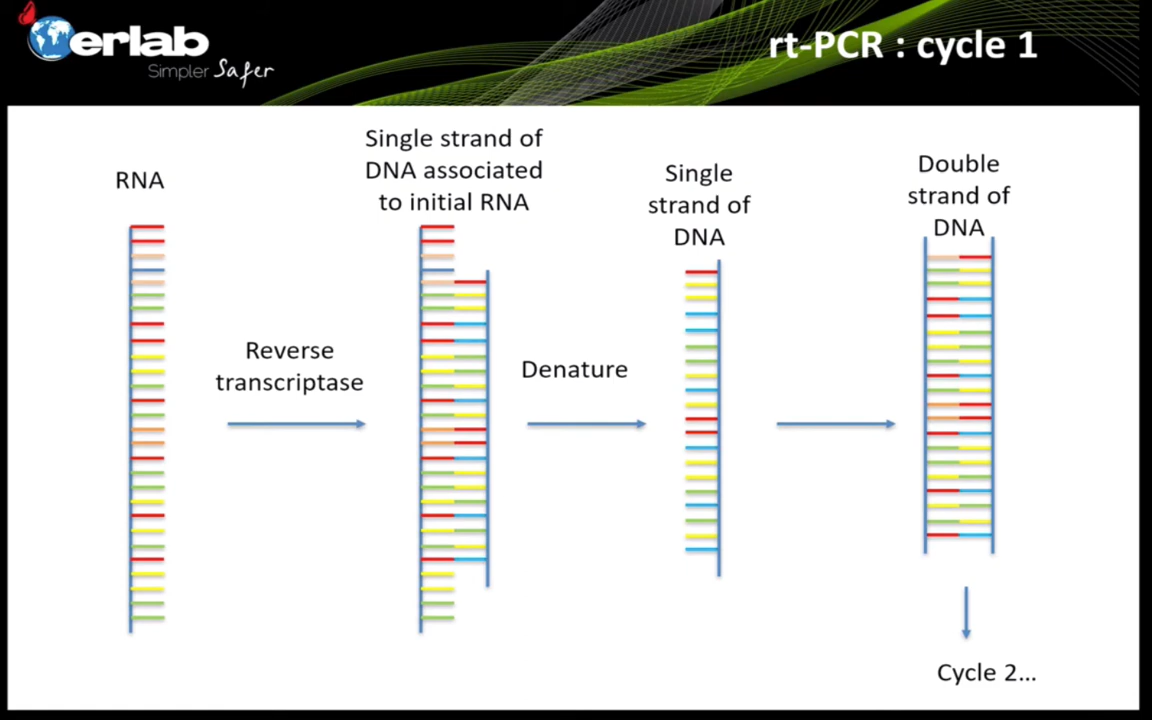 erlab
Simpler Safer
rt-PCR : cycle 1
RNA
Single strand of
DNA associated
to initial RNA
Single
strand of
DNA
Double
strand of
DNA
Reverse
transcriptase
Denature
Cycle 2...